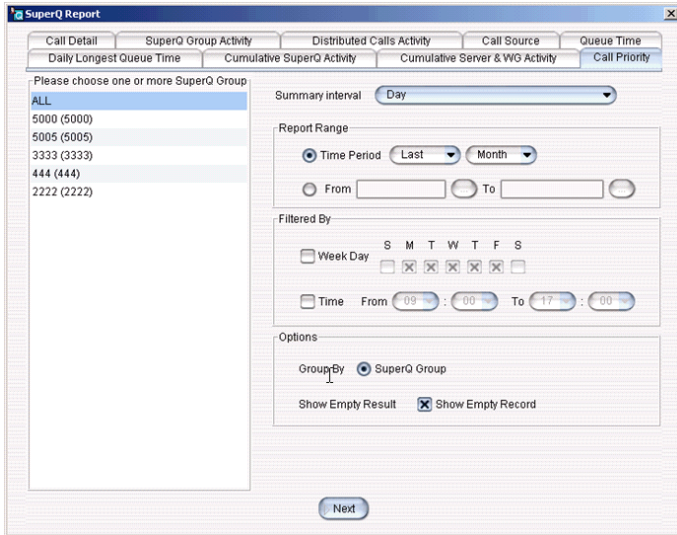 SuperQ Report
Call Detail SuperQ Group Activity Distributed Calls Activity Call Source Queue Time
Daily Longest Queue Time Cumulative SuperQ Activity Cumulative Server & WG Activity Call Priority
Please choose one or more SuperQ Group
ALL
5000 (5000)
5005 (5005)
3333 (3333)
444 (444)
2222 (2222)
Summary interval Day
Report Range
Time Period Last Month
From To
Filtered By
S M T W T F S
Week Day
Time From 09 : 00 To 17 : 00
Options
Group By SuperQ Group
Show Empty Result Show Empty Record
Next